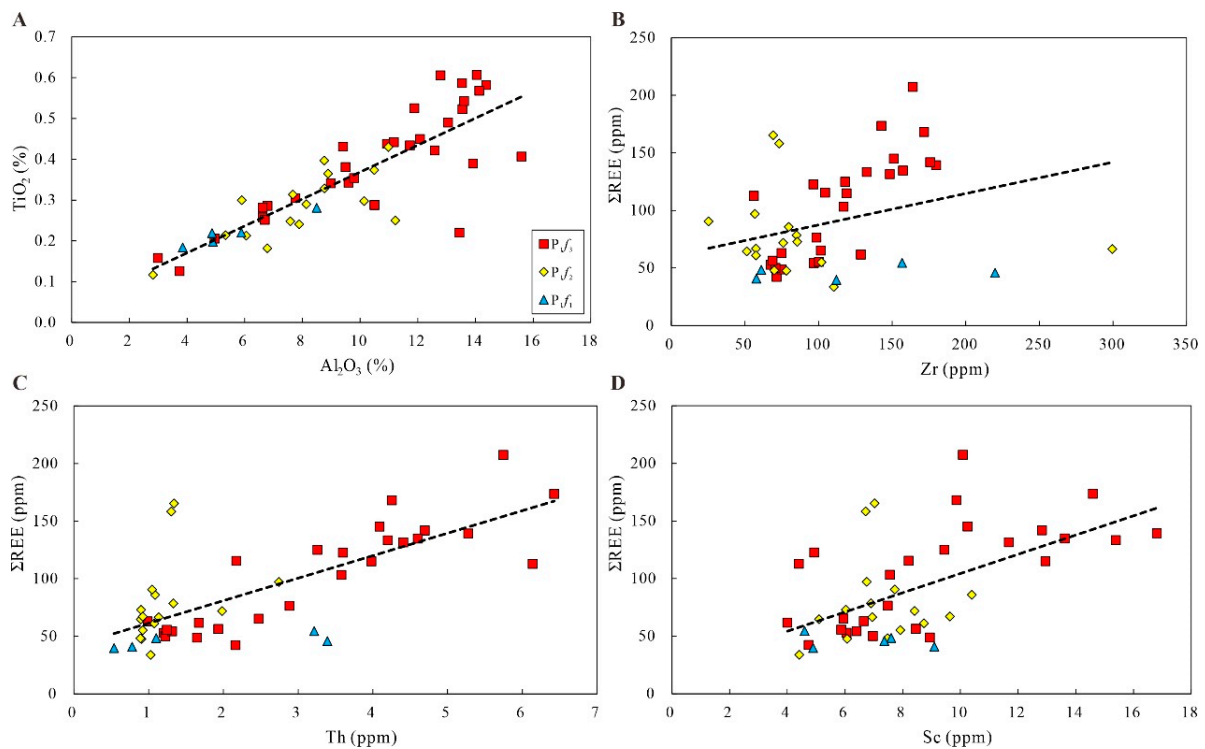 A
TiO₂ (%)
0.7
0.6
0.5
0.4
0.3
0.2
0.1
0.0
0 2 4 6 8 10 12 14 16 18
Al₂O₃ (%)
P₁f₃
P₁f₂
P₁f₁
B
ΣREE (ppm)
250
200
150
100
50
0
0 50 100 150 200 250 300 350
Zr (ppm)
C
ΣREE (ppm)
250
200
150
100
50
0
0 1 2 3 4 5 6 7
Th (ppm)
D
ΣREE (ppm)
250
200
150
100
50
0
0 2 4 6 8 10 12 14 16 18
Sc (ppm)